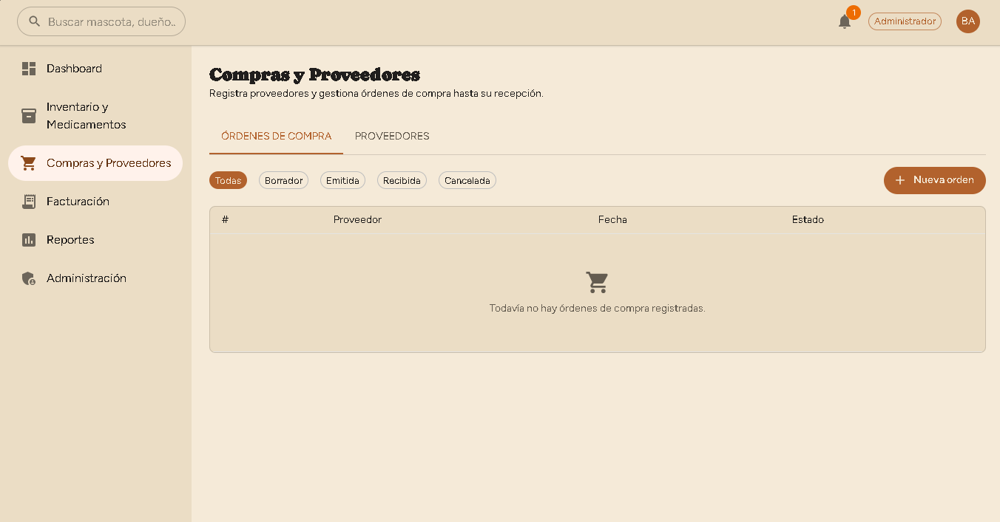 Buscar mascota, dueño..
1
Administrador
BA
Dashboard
Inventario y
Medicamentos
Compras y Proveedores
Facturación
Reportes
Administración
Compras y Proveedores
Registra proveedores y gestiona órdenes de compra hasta su recepción.
ÓRDENES DE COMPRA
PROVEEDORES
Todas
Borrador
Emitida
Recibida
Cancelada
Nueva orden
# Proveedor Fecha Estado
Todavía no hay órdenes de compra registradas.